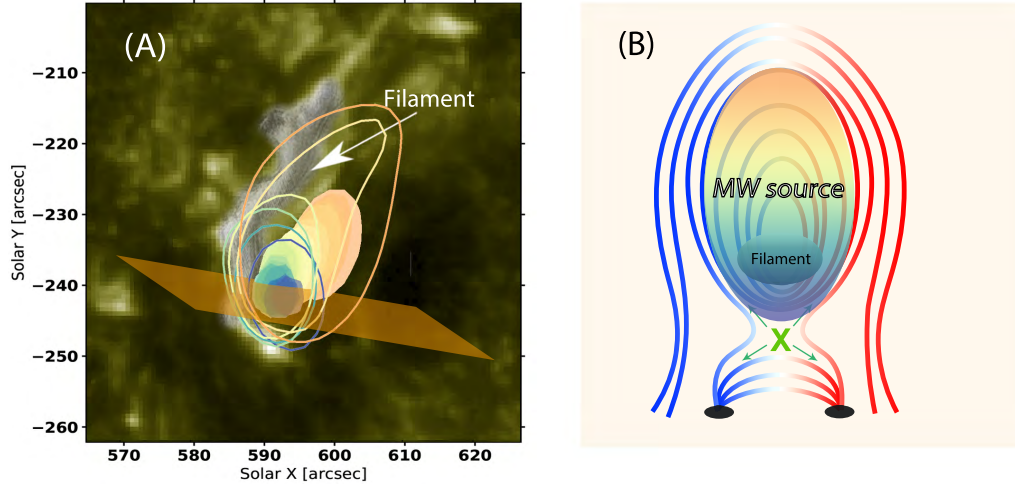 (A)
Filament
−210
−220
−230
−240
−250
−260
Solar Y [arcsec]
570 580 590 600 610 620
Solar X [arcsec]
(B)
MW source
Filament
X